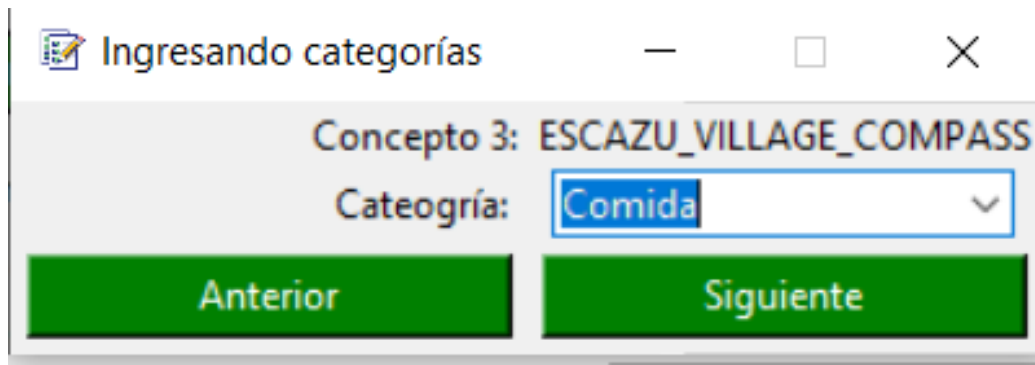 Ingresando categorías
Concepto 3: ESCAZU_VILLAGE_COMPASS
Cateogría: Comida
Anterior Siguiente